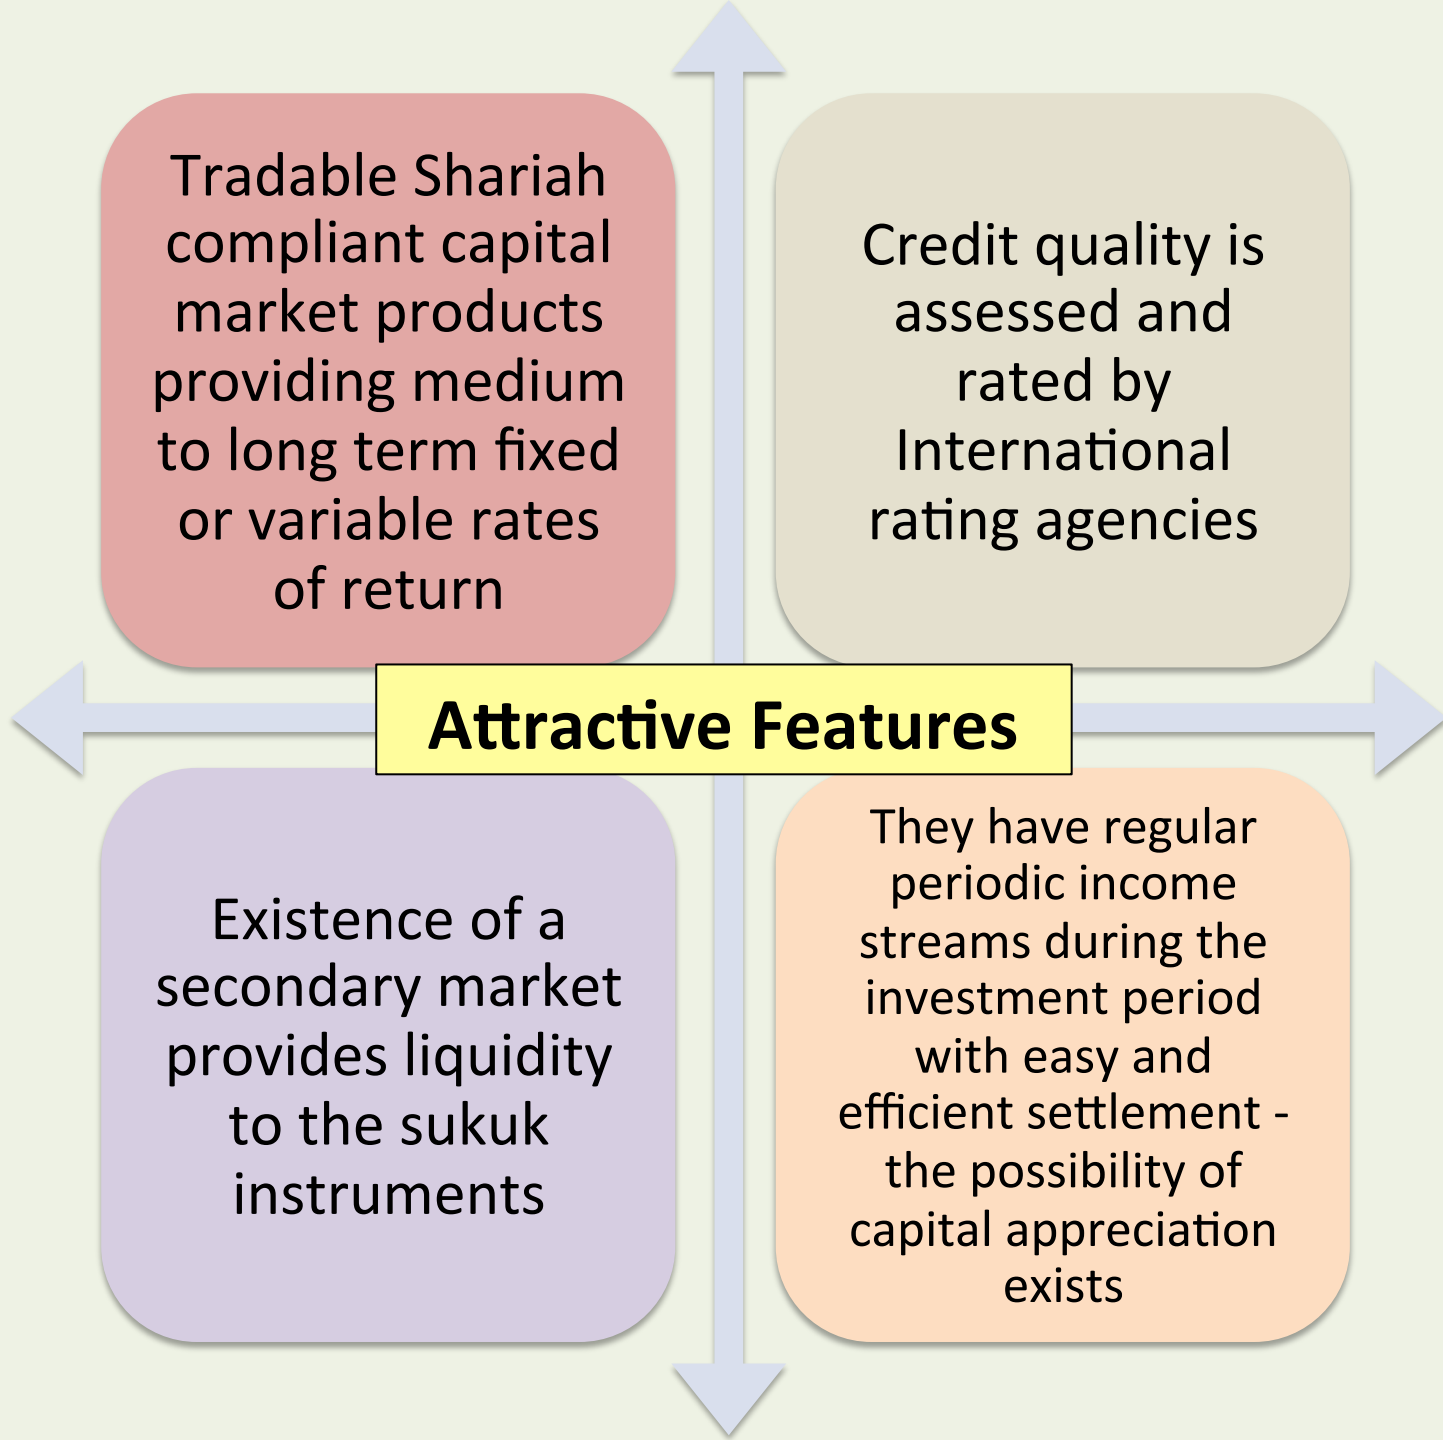 Tradable Shariah
compliant capital
market products
providing medium
to long term fixed
or variable rates
of return
Credit quality is
assessed and
rated by
International
rating agencies
Attractive Features
Existence of a
secondary market
provides liquidity
to the sukuk
instruments
They have regular
periodic income
streams during the
investment period
with easy and
efficient settlement -
the possibility of
capital appreciation
exists